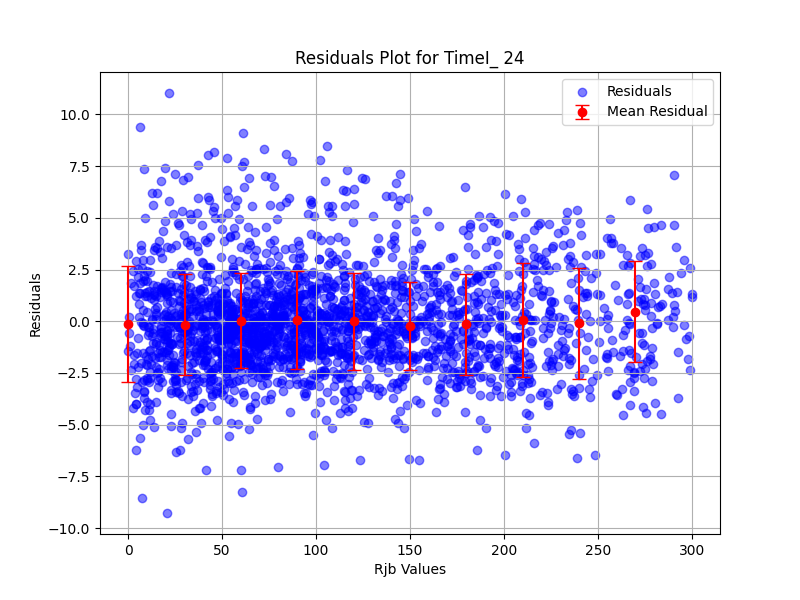 Residuals Plot for TimeI_ 24
Residuals
Mean Residual
10.0
7.5
5.0
2.5
0.0
−2.5
−5.0
−7.5
−10.0
Residuals
0 50 100 150 200 250 300
Rjb Values